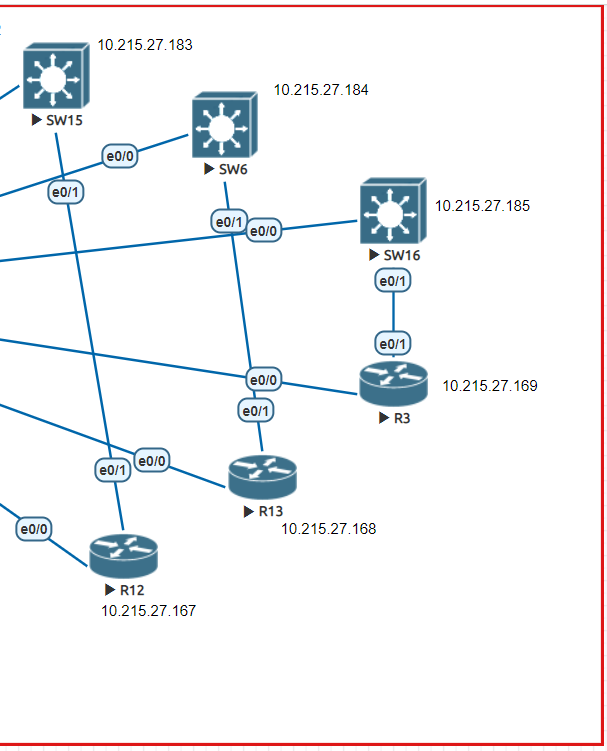 10.215.27.183
SW15
10.215.27.184
e0/0
SW6
e0/1
10.215.27.185
e0/1
e0/0
SW16
e0/1
e0/1
e0/0
10.215.27.169
e0/1
R3
e0/0
e0/1
R13
10.215.27.168
e0/0
R12
10.215.27.167